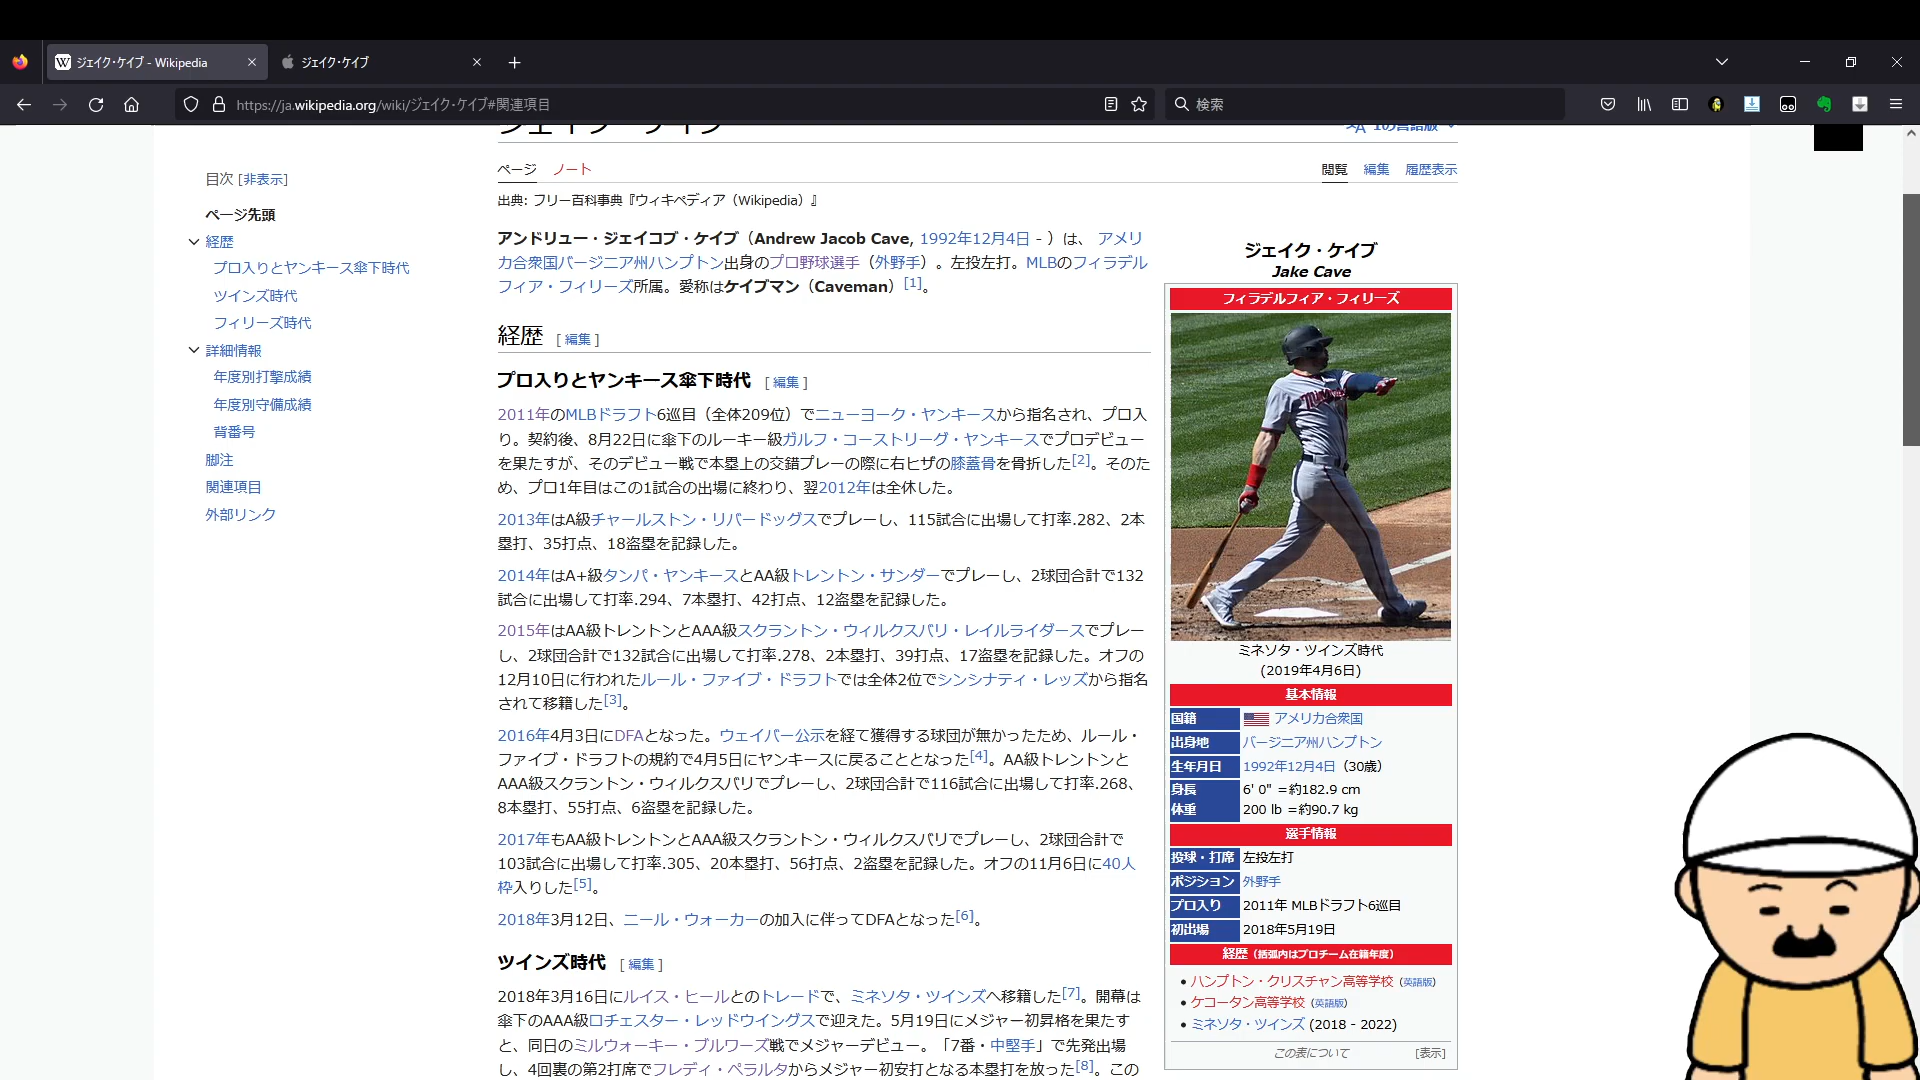 ジェイク・ケイブ - Wikipedia
ジェイク・ケイブ
https://ja.wikipedia.org/wiki/ジェイク・ケイブ#関連項目
検索
ページ ノート
閲覧 編集 履歴表示
出典: フリー百科事典『ウィキペディア（Wikipedia）』
目次 [非表示]
ページ先頭
経歴
プロ入りとヤンキース傘下時代
ツインズ時代
フィリーズ時代
詳細情報
年度別打撃成績
年度別守備成績
背番号
脚注
関連項目
外部リンク
アンドリュー・ジェイコブ・ケイブ（Andrew Jacob Cave, 1992年12月4日 - ）は、 アメリ
カ合衆国バージニア州ハンプトン出身のプロ野球選手（外野手）。左投左打。MLBのフィラデル
フィア・フィリーズ所属。愛称はケイブマン（Caveman）[1]。
経歴 [ 編集 ]
プロ入りとヤンキース傘下時代 [ 編集 ]
2011年のMLBドラフト6巡目（全体209位）でニューヨーク・ヤンキースから指名され、プロ入
り。契約後、8月22日に傘下のルーキー級ガルフ・コーストリーグ・ヤンキースでプロデビュー
を果たすが、そのデビュー戦で本塁上の交錯プレーの際に右ヒザの膝蓋骨を骨折した[2]。そのた
め、プロ1年目はこの1試合の出場に終わり、翌2012年は全休した。
2013年はA級チャールストン・リバードッグスでプレーし、115試合に出場して打率.282、2本
塁打、35打点、18盗塁を記録した。
2014年はA+級タンパ・ヤンキースとAA級トレントン・サンダーでプレーし、2球団合計で132
試合に出場して打率.294、7本塁打、42打点、12盗塁を記録した。
2015年はAA級トレントンとAAA級スクラントン・ウィルクスバリ・レイルライダースでプレー
し、2球団合計で132試合に出場して打率.278、2本塁打、39打点、17盗塁を記録した。オフの
12月10日に行われたルール・ファイブ・ドラフトでは全体2位でシンシナティ・レッズから指名
されて移籍した[3]。
2016年4月3日にDFAとなった。ウェイバー公示を経て獲得する球団が無かったため、ルール・
ファイブ・ドラフトの規約で4月5日にヤンキースに戻ることとなった[4]。AA級トレントンと
AAA級スクラントン・ウィルクスバリでプレーし、2球団合計で116試合に出場して打率.268、
8本塁打、55打点、6盗塁を記録した。
2017年もAA級トレントンとAAA級スクラントン・ウィルクスバリでプレーし、2球団合計で
103試合に出場して打率.305、20本塁打、56打点、2盗塁を記録した。オフの11月6日に40人
枠入りした[5]。
2018年3月12日、ニール・ウォーカーの加入に伴ってDFAとなった[6]。
ツインズ時代 [ 編集 ]
2018年3月16日にルイス・ヒールとのトレードで、ミネソタ・ツインズへ移籍した[7]。開幕は
傘下のAAA級ロチェスター・レッドウイングスで迎えた。5月19日にメジャー初昇格を果たす
と、同日のミルウォーキー・ブルワーズ戦でメジャーデビュー。「7番・中堅手」で先発出場
し、4回裏の第2打席でフレディ・ペラルタからメジャー初安打となる本塁打を放った[8]。この
ジェイク・ケイブ
Jake Cave
フィラデルフィア・フィリーズ
ミネソタ・ツインズ時代
(2019年4月6日)
基本情報
国籍 アメリカ合衆国
出身地 バージニア州ハンプトン
生年月日 1992年12月4日（30歳）
身長 6' 0" ＝約182.9 cm
体重 200 lb ＝約90.7 kg
選手情報
投球・打席 左投左打
ポジション 外野手
プロ入り 2011年 MLBドラフト6巡目
初出場 2018年5月19日
経歴（括弧内はプロチーム在籍年度）
ハンプトン・クリスチャン高等学校（英語版）
ケコータン高等学校（英語版）
ミネソタ・ツインズ (2018 - 2022)
この表について [表示]